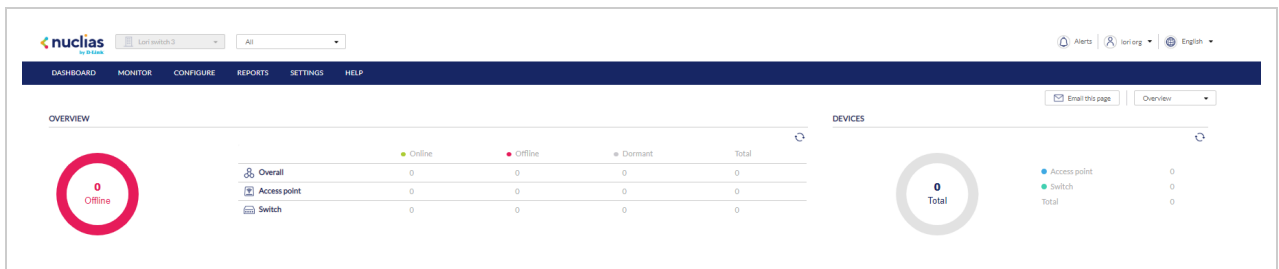 nuclias
by D-Link
Lori switch 3
All
Alerts
lori org
English
DASHBOARD MONITOR CONFIGURE REPORTS SETTINGS HELP
Email this page
Overview
OVERVIEW
DEVICES
Online Offline Dormant Total
Overall 0 0 0 0
Access point 0 0 0 0
Switch 0 0 0 0
0
Offline
0
Total
Access point 0
Switch 0
Total 0